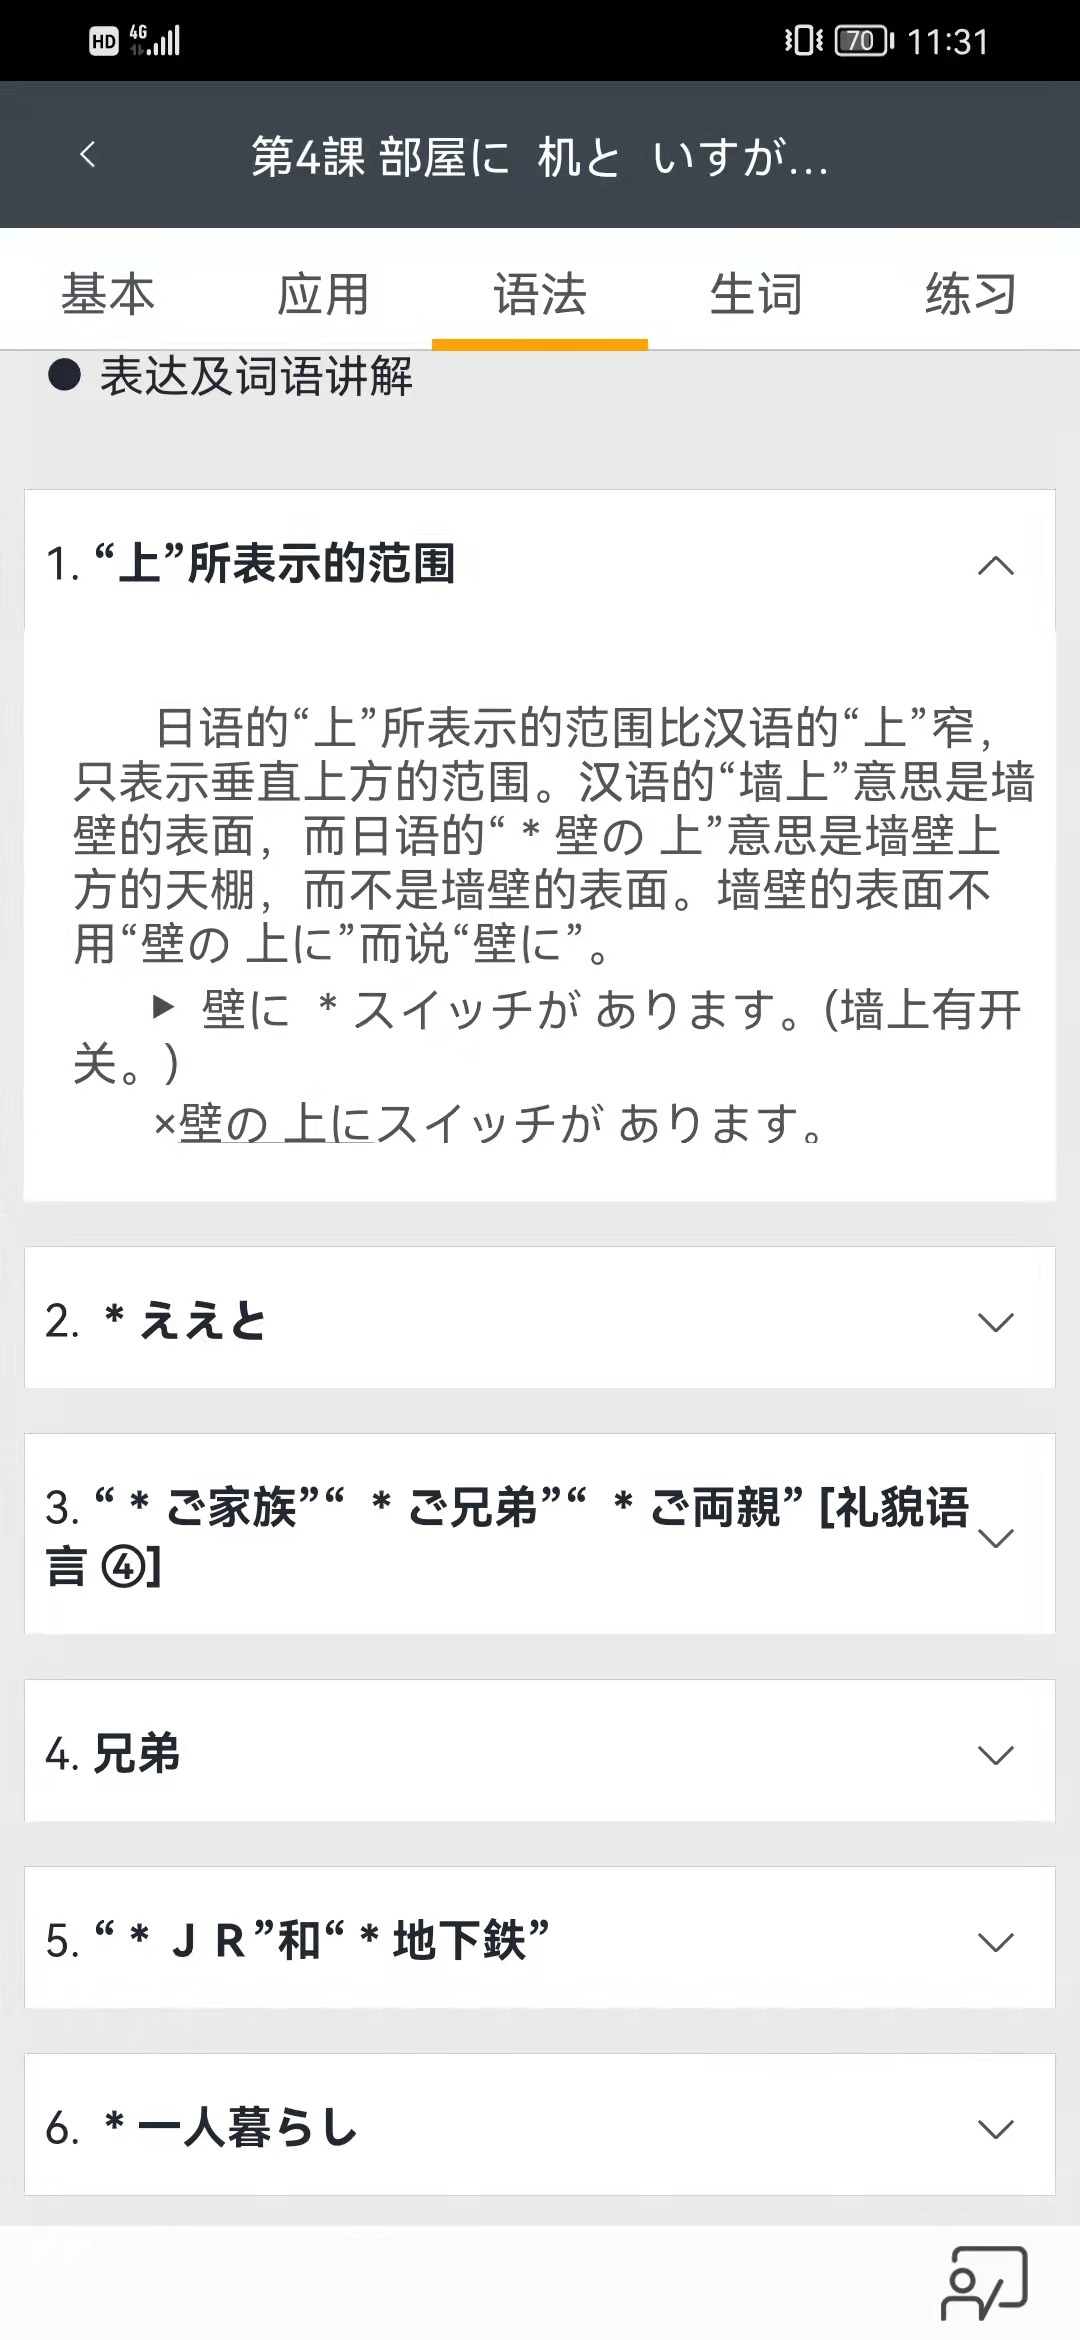 HD 4G 70 11:31
第4課 部屋に 机と いすが...
基本 应用 语法 生词 练习
● 表达及词语讲解
1. “上”所表示的范围
日语的“上”所表示的范围比汉语的“上”窄，
只表示垂直上方的范围。汉语的“墙上”意思是墙
壁的表面，而日语的“＊壁の 上”意思是墙壁上
方的天棚，而不是墙壁的表面。墙壁的表面不
用“壁の 上に”而说“壁に”。
▶ 壁に ＊スイッチが あります。(墙上有开
关。)
×壁の 上にスイッチが あります。
2. ＊ええと
3. “＊ご家族”“＊ご兄弟”“＊ご両親” [礼貌语
言 ④]
4. 兄弟
5. “＊ＪＲ”和“＊地下鉄”
6. ＊一人暮らし